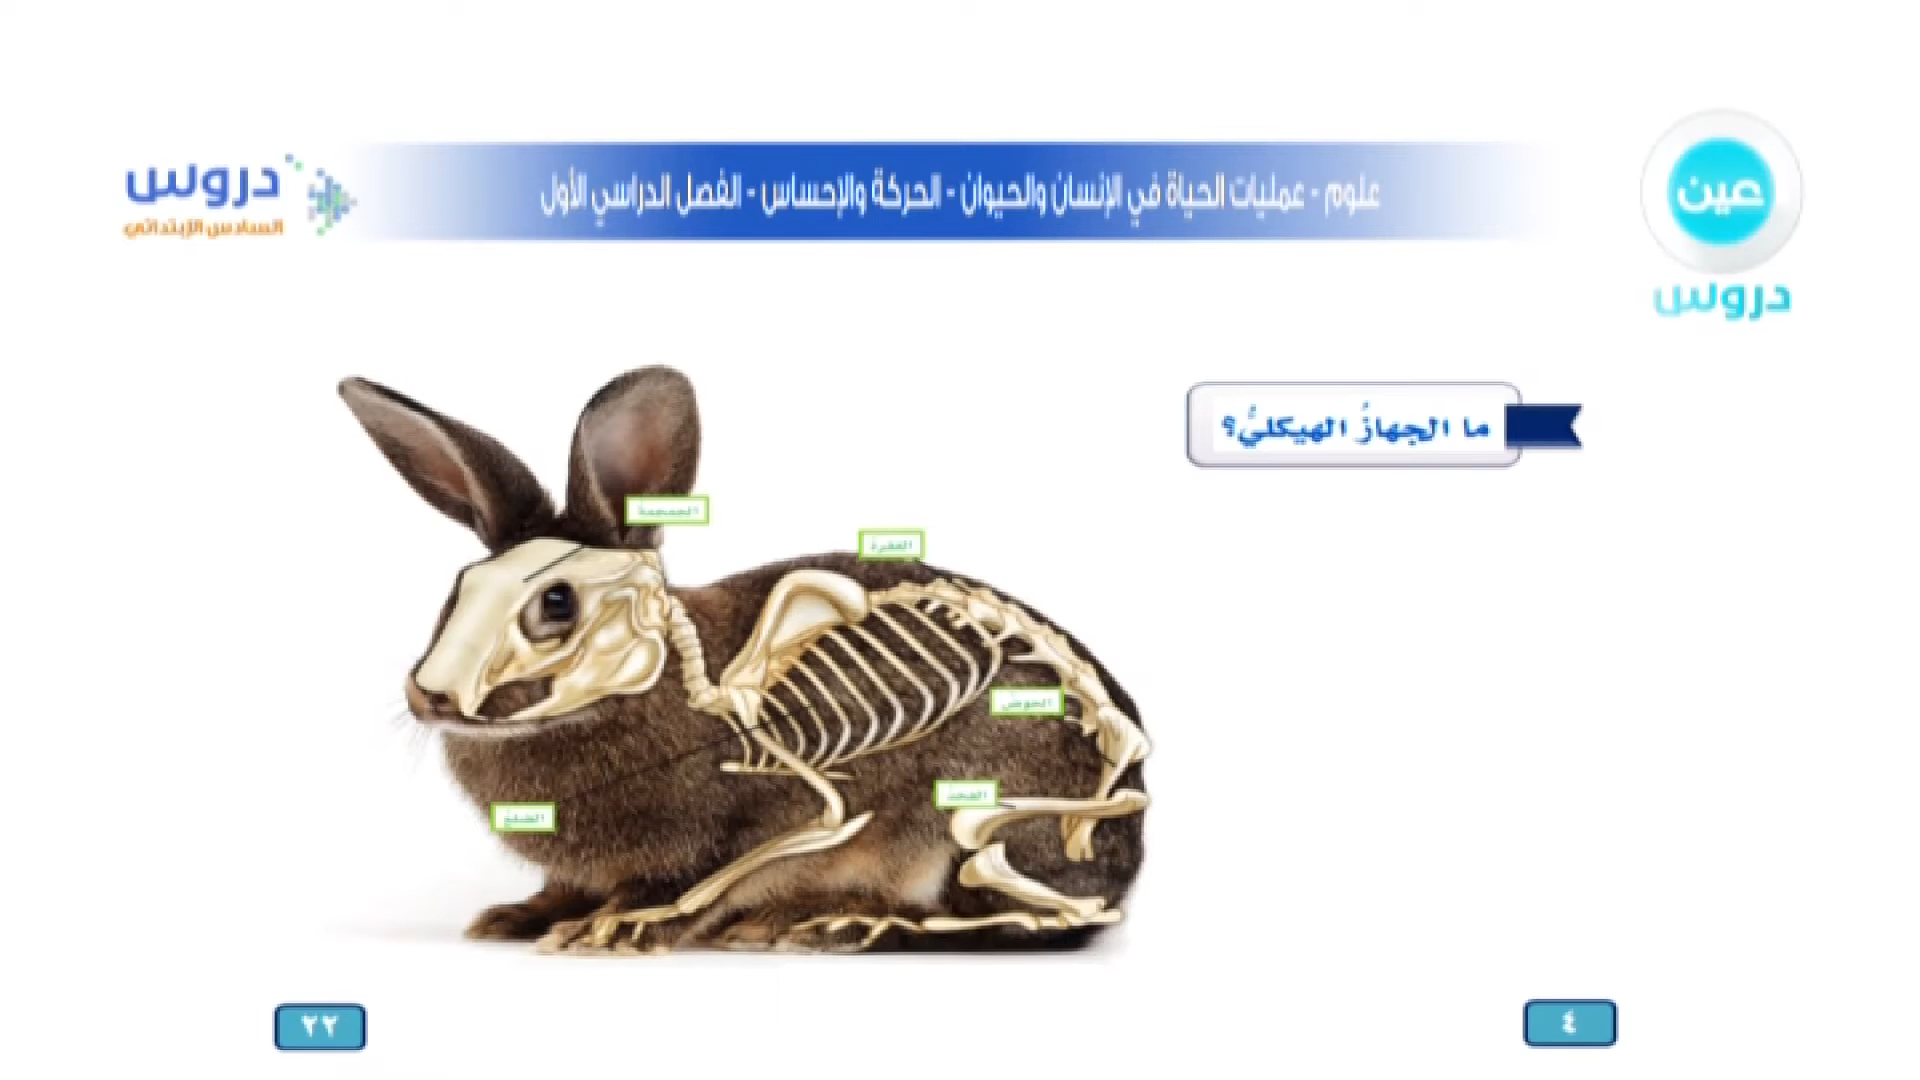 عين
دروس
علوم - عمليات الحياة في الإنسان والحيوان - الحركة والإحساس - الفصل الدراسي الأول
دروس
السادس الإبتدائي
ما الجهازُ الهيكليُّ؟
الجمجمة
الفقرة
الحوض
الفخذ
الضلع
٤
٢٢